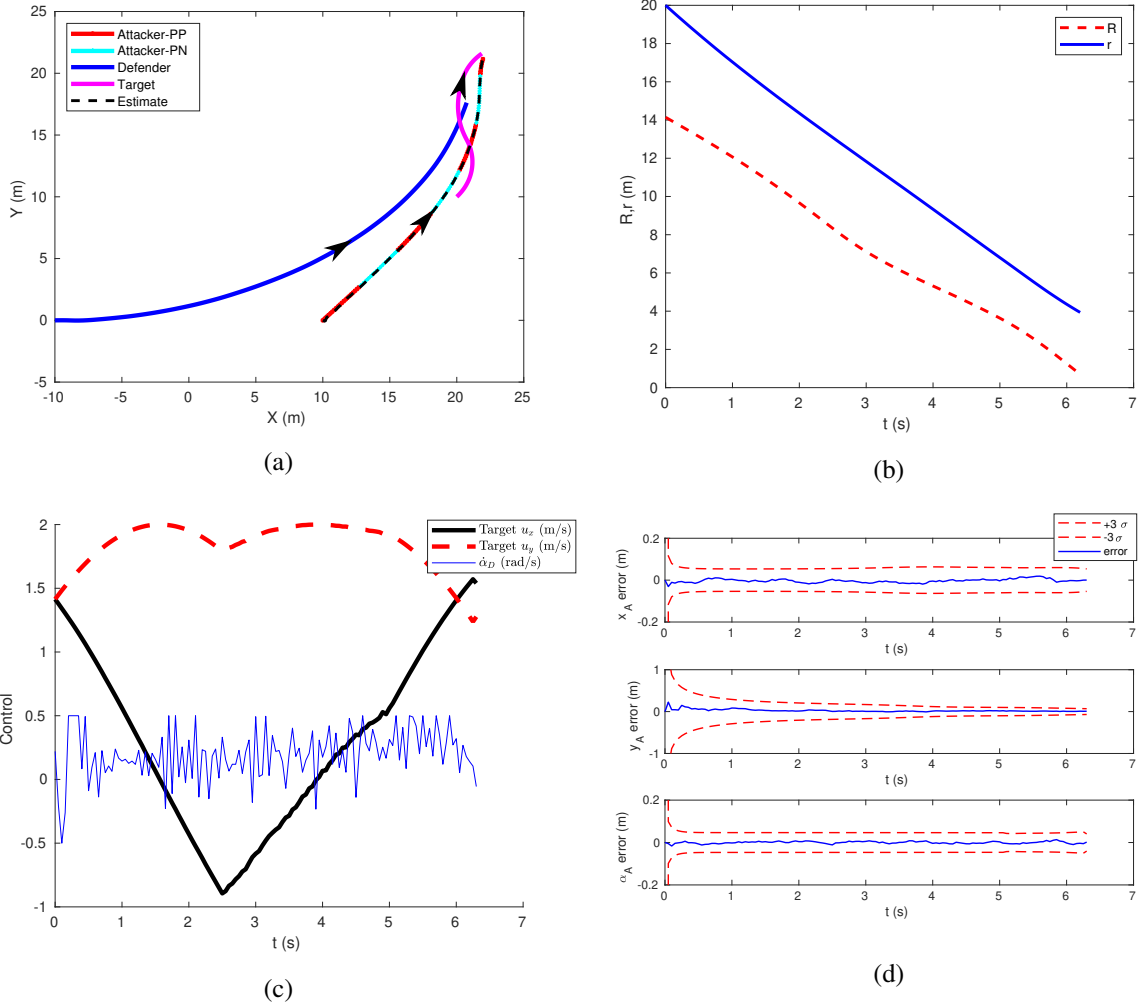 Attacker-PP
Attacker-PN
Defender
Target
Estimate
25
20
15
10
5
0
-5
Y (m)
-10 -5 0 5 10 15 20 25
X (m)
(a)
R
r
20
18
16
14
12
10
8
6
4
2
0
R,r (m)
0 1 2 3 4 5 6 7
t (s)
(b)
Target $u_x$ (m/s)
Target $u_y$ (m/s)
$\dot{\alpha}_D$ (rad/s)
2
1.5
1
0.5
0
-0.5
-1
Control
0 1 2 3 4 5 6 7
t (s)
(c)
+3 σ
-3 σ
error
0.2
0
-0.2
x_A error (m)
0 1 2 3 4 5 6 7
t (s)
1
0
-1
y_A error (m)
0 1 2 3 4 5 6 7
t (s)
0.2
0
-0.2
α_A error (m)
0 1 2 3 4 5 6 7
t (s)
(d)